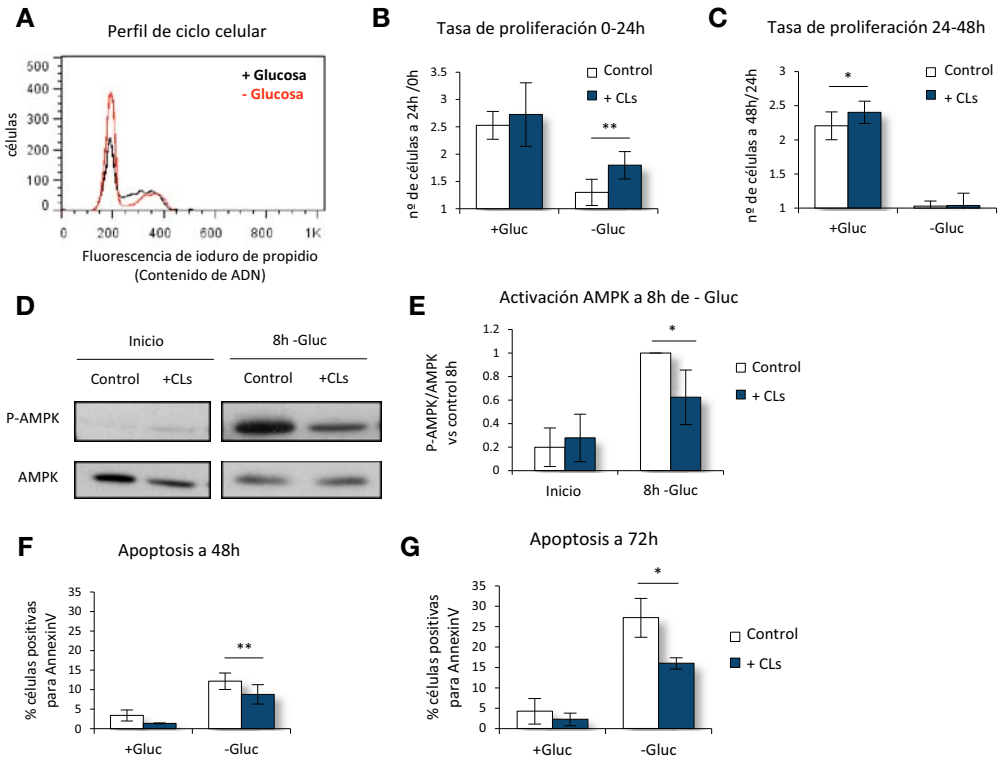 A
Perfil de ciclo celular
500
400
300
200
100
0
células
+ Glucosa
- Glucosa
0 200 400 600 800 1K
Fluorescencia de ioduro de propidio
(Contenido de ADN)
B
Tasa de proliferación 0-24h
nº de células a 24h /0h
3.5
3
2.5
2
1.5
1
**
Control
+ CLs
+Gluc -Gluc
C
Tasa de proliferación 24-48h
nº de células a 48h/24h
3
2.5
2
1.5
1
*
Control
+ CLs
+Gluc -Gluc
D
Inicio 8h -Gluc
Control +CLs Control +CLs
P-AMPK
AMPK
E
Activación AMPK a 8h de - Gluc
P-AMPK/AMPK
vs control 8h
1.2
1
0.8
0.6
0.4
0.2
0
*
Control
+ CLs
Inicio 8h -Gluc
F
Apoptosis a 48h
% células positivas
para AnnexinV
35
30
25
20
15
10
5
0
**
+Gluc -Gluc
G
Apoptosis a 72h
% células positivas
para AnnexinV
35
30
25
20
15
10
5
0
*
Control
+ CLs
+Gluc -Gluc